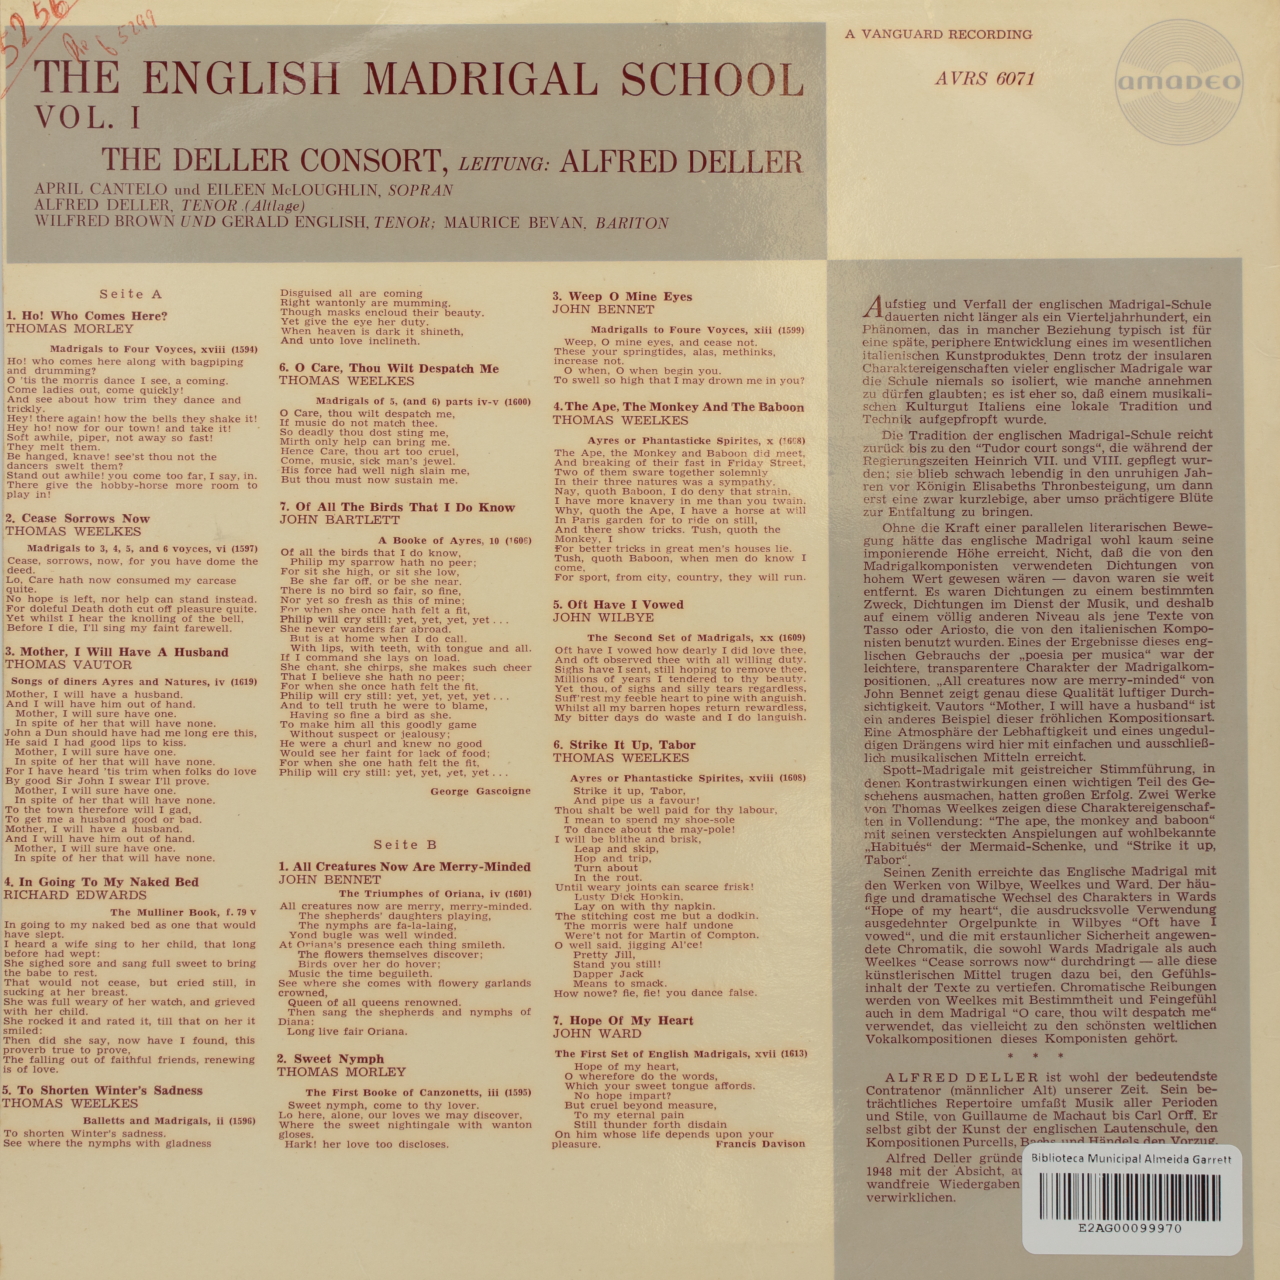 5256
65299
THE ENGLISH MADRIGAL SCHOOL
VOL. I
THE DELLER CONSORT, LEITUNG: ALFRED DELLER
APRIL CANTELO und EILEEN McLOUGHLIN, SOPRAN
ALFRED DELLER, TENOR (Altlage)
WILFRED BROWN UND GERALD ENGLISH, TENOR; MAURICE BEVAN, BARITON
A VANGUARD RECORDING
AVRS 6071
amadeo
Seite A
1. Ho! Who Comes Here?
THOMAS MORLEY
Madrigals to Four Voyces, xviii (1594)
Ho! who comes here along with bagpiping
and drumming?
O 'tis the morris dance I see, a coming.
Come ladies out, come quickly!
And see about how trim they dance and
trickly.
Hey! there again! how the bells they shake it!
Hey ho! now for our town! and take it!
Soft awhile, piper, not away so fast!
They melt them.
Be hanged, knave! see'st thou not the
dancers swelt them?
Stand out awhile! you come too far, I say, in.
There give the hobby-horse more room to
play in!
2. Cease Sorrows Now
THOMAS WEELKES
Madrigals to 3, 4, 5, and 6 voyces, vi (1597)
Cease, sorrows, now, for you have dome the
deed.
Lo, Care hath now consumed my carcase
quite.
No hope is left, nor help can stand instead.
For doleful Death doth cut off pleasure quite.
Yet whilst I hear the knolling of the bell,
Before I die, I'll sing my faint farewell.
3. Mother, I Will Have A Husband
THOMAS VAUTOR
Songs of diners Ayres and Natures, iv (1619)
Mother, I will have a husband.
And I will have him out of hand.
Mother, I will sure have one.
In spite of her that will have none.
John a Dun should have had me long ere this,
He said I had good lips to kiss.
Mother, I will sure have one.
In spite of her that will have none.
For I have heard 'tis trim when folks do love
By good Sir John I swear I'll prove.
Mother, I will sure have one.
In spite of her that will have none.
To the town therefore will I gad,
To get me a husband good or bad.
Mother, I will have a husband.
And I will have him out of hand.
Mother, I will sure have one.
In spite of her that will have none.
4. In Going To My Naked Bed
RICHARD EDWARDS
The Mulliner Book, f. 79 v
In going to my naked bed as one that would
have slept.
I heard a wife sing to her child, that long
before had wept:
She sighed sore and sang full sweet to bring
the babe to rest.
That would not cease, but cried still, in
sucking at her breast.
She was full weary of her watch, and grieved
with her child.
She rocked it and rated it, till that on her it
smiled:
Then did she say, now have I found, this
proverb true to prove,
The falling out of faithful friends, renewing
is of love.
5. To Shorten Winter's Sadness
THOMAS WEELKES
Balletts and Madrigals, ii (1596)
To shorten Winter's sadness.
See where the nymphs with gladness
Disguised all are coming
Right wantonly are mumming.
Though masks encloud their beauty.
Yet give the eye her duty.
When heaven is dark it shineth,
And unto love inclineth.
6. O Care, Thou Wilt Despatch Me
THOMAS WEELKES
Madrigals of 5, (and 6) parts iv-v (1600)
O Care, thou wilt despatch me,
If music do not match thee.
So deadly thou dost sting me,
Mirth only help can bring me.
Hence Care, thou art too cruel,
Come, music, sick man's jewel.
His force had well nigh slain me,
But thou must now sustain me.
7. Of All The Birds That I Do Know
JOHN BARTLETT
A Booke of Ayres, 10 (1606)
Of all the birds that I do know,
Philip my sparrow hath no peer;
For sit she high, or sit she low,
Be she far off, or be she near.
There is no bird so fair, so fine,
Nor yet so fresh as this of mine;
For when she once hath felt a fit,
Philip will cry still: yet, yet, yet, yet . . .
She never wanders far abroad.
But is at home when I do call.
With lips, with teeth, with tongue and all.
If I command she lays on load.
She chant, she chirps, she makes such cheer
That I believe she hath no peer;
For when she once hath felt the fit,
Philip will cry still: yet, yet, yet, yet . . .
And to tell truth he were to blame,
Having so fine a bird as she.
To make him all this goodly game
Without suspect or jealousy;
He were a churl and knew no good
Would see her faint for lack of food;
For when she one hath felt the fit,
Philip will cry still: yet, yet, yet, yet . . .
George Gascoigne
Seite B
1. All Creatures Now Are Merry-Minded
JOHN BENNET
The Triumphes of Oriana, iv (1601)
All creatures now are merry, merry-minded.
The shepherds' daughters playing,
The nymphs are fa-la-laing,
Yond bugle was well winded.
At Oriana's presence each thing smileth.
The flowers themselves discover;
Birds over her do hover;
Music the time beguileth.
See where she comes with flowery garlands
crowned,
Queen of all queens renowned.
Then sang the shepherds and nymphs of
Diana:
Long live fair Oriana.
2. Sweet Nymph
THOMAS MORLEY
The First Booke of Canzonetts, iii (1595)
Sweet nymph, come to thy lover.
Lo here, alone, our loves we may discover,
Where the sweet nightingale with wanton
gloses.
Hark! her love too discloses.
3. Weep O Mine Eyes
JOHN BENNET
Madrigalls to Foure Voyces, xiii (1599)
Weep, O mine eyes, and cease not.
These your springtides, alas, methinks,
increase not.
O when, O when begin you.
To swell so high that I may drown me in you?
4. The Ape, The Monkey And The Baboon
THOMAS WEELKES
Ayres or Phantasticke Spirites, x (1608)
The Ape, the Monkey and Baboon did meet,
And breaking of their fast in Friday Street,
Two of them sware together solemnly
In their three natures was a sympathy.
Nay, quoth Baboon, I do deny that strain,
I have more knavery in me than you twain.
Why, quoth the Ape, I have a horse at will
In Paris garden for to ride on still,
And there show tricks. Tush, quoth the
Monkey, I
For better tricks in great men's houses lie.
Tush, quoth Baboon, when men do know I
come,
For sport, from city, country, they will run.
5. Oft Have I Vowed
JOHN WILBYE
The Second Set of Madrigals, xx (1609)
Oft have I vowed how dearly I did love thee,
And oft observed thee with all willing duty.
Sighs have I sent, still hoping to remove thee,
Millions of years I tendered to thy beauty.
Yet thou, of sighs and silly tears regardless,
Suff'rest my feeble heart to pine with anguish.
Whilst all my barren hopes return rewardless,
My bitter days do waste and I do languish.
6. Strike It Up, Tabor
THOMAS WEELKES
Ayres or Phantasticke Spirites, xviii (1608)
Strike it up, Tabor,
And pipe us a favour!
Thou shalt be well paid for thy labour,
I mean to spend my shoe-sole
To dance about the may-pole!
I will be blithe and brisk,
Leap and skip,
Hop and trip,
Turn about
In the rout.
Until weary joints can scarce frisk!
Lusty Dick Honkin,
Lay on with thy napkin.
The stitching cost me but a dodkin.
The morris were half undone
Were't not for Martin of Compton.
O well said, jigging Al'ce!
Pretty Jill,
Stand you still!
Dapper Jack
Means to smack.
How nowe? fie, fie! you dance false.
7. Hope Of My Heart
JOHN WARD
The First Set of English Madrigals, xvii (1613)
Hope of my heart,
O wherefore do the words,
Which your sweet tongue affords.
No hope impart?
But cruel beyond measure,
To my eternal pain
Still thunder forth disdain
On him whose life depends upon your
pleasure. Francis Davison
Aufstieg und Verfall der englischen Madrigal-Schule
dauerten nicht länger als ein Vierteljahrhundert, ein
Phänomen, das in mancher Beziehung typisch ist für
eine späte, periphere Entwicklung eines im wesentlichen
italienischen Kunstproduktes. Denn trotz der insularen
Charaktereigenschaften vieler englischer Madrigale war
die Schule niemals so isoliert, wie manche annehmen
zu dürfen glaubten; es ist eher so, daß einem musikali-
schen Kulturgut Italiens eine lokale Tradition und
Technik aufgepfropft wurde.
Die Tradition der englischen Madrigal-Schule reicht
zurück bis zu den "Tudor court songs", die während der
Regierungszeiten Heinrich VII. und VIII. gepflegt wur-
den; sie blieb schwach lebendig in den unruhigen Jah-
ren vor Königin Elisabeths Thronbesteigung, um dann
erst eine zwar kurzlebige, aber umso prächtigere Blüte
zur Entfaltung zu bringen.
Ohne die Kraft einer parallelen literarischen Bewe-
gung hätte das englische Madrigal wohl kaum seine
imponierende Höhe erreicht. Nicht, daß die von den
Madrigalkomponisten verwendeten Dichtungen von
hohem Wert gewesen wären — davon waren sie weit
entfernt. Es waren Dichtungen zu einem bestimmten
Zweck, Dichtungen im Dienst der Musik, und deshalb
auf einem völlig anderen Niveau als jene Texte von
Tasso oder Ariosto, die von den italienischen Kompo-
nisten benutzt wurden. Eines der Ergebnisse dieses eng-
lischen Gebrauchs der „poesia per musica“ war der
leichtere, transparentere Charakter der Madrigalkom-
positionen. „All creatures now are merry-minded“ von
John Bennet zeigt genau diese Qualität luftiger Durch-
sichtigkeit. Vautors "Mother, I will have a husband" ist
ein anderes Beispiel dieser fröhlichen Kompositionsart.
Eine Atmosphäre der Lebhaftigkeit und eines ungedul-
digen Drängens wird hier mit einfachen und ausschließ-
lich musikalischen Mitteln erreicht.
Spott-Madrigale mit geistreicher Stimmführung, in
denen Kontrastwirkungen einen wichtigen Teil des Ge-
schehens ausmachen, hatten großen Erfolg. Zwei Werke
von Thomas Weelkes zeigen diese Charaktereigenschaf-
ten in Vollendung: "The ape, the monkey and baboon"
mit seinen versteckten Anspielungen auf wohlbekannte
„Habitués“ der Mermaid-Schenke, und "Strike it up,
Tabor".
Seinen Zenith erreichte das Englische Madrigal mit
den Werken von Wilbye, Weelkes und Ward. Der häu-
fige und dramatische Wechsel des Charakters in Wards
"Hope of my heart", die ausdrucksvolle Verwendung
ausgedehnter Orgelpunkte in Wilbyes "Oft have I
vowed", und die mit erstaunlicher Sicherheit angewen-
dete Chromatik, die sowohl Wards Madrigale als auch
Weelkes "Cease sorrows now" durchdringt — alle diese
künstlerischen Mittel trugen dazu bei, den Gefühls-
inhalt der Texte zu vertiefen. Chromatische Reibungen
werden von Weelkes mit Bestimmtheit und Feingefühl
auch in dem Madrigal "O care, thou wilt despatch me"
verwendet, das vielleicht zu den schönsten weltlichen
Vokalkompositionen dieses Komponisten gehört.
* * *
ALFRED DELLER ist wohl der bedeutendste
Contratenor (männlicher Alt) unserer Zeit. Sein be-
trächtliches Repertoire umfaßt Musik aller Perioden
und Stile, von Guillaume de Machaut bis Carl Orff. Er
selbst gibt der Kunst der englischen Lautenschule, den
Kompositionen Purcells, Bachs und Händels den Vorzug.
Alfred Deller gründe
1948 mit der Absicht, au
wandfreie Wiedergaben
verwirklichen.
Biblioteca Municipal Almeida Garrett
E2AG00099970